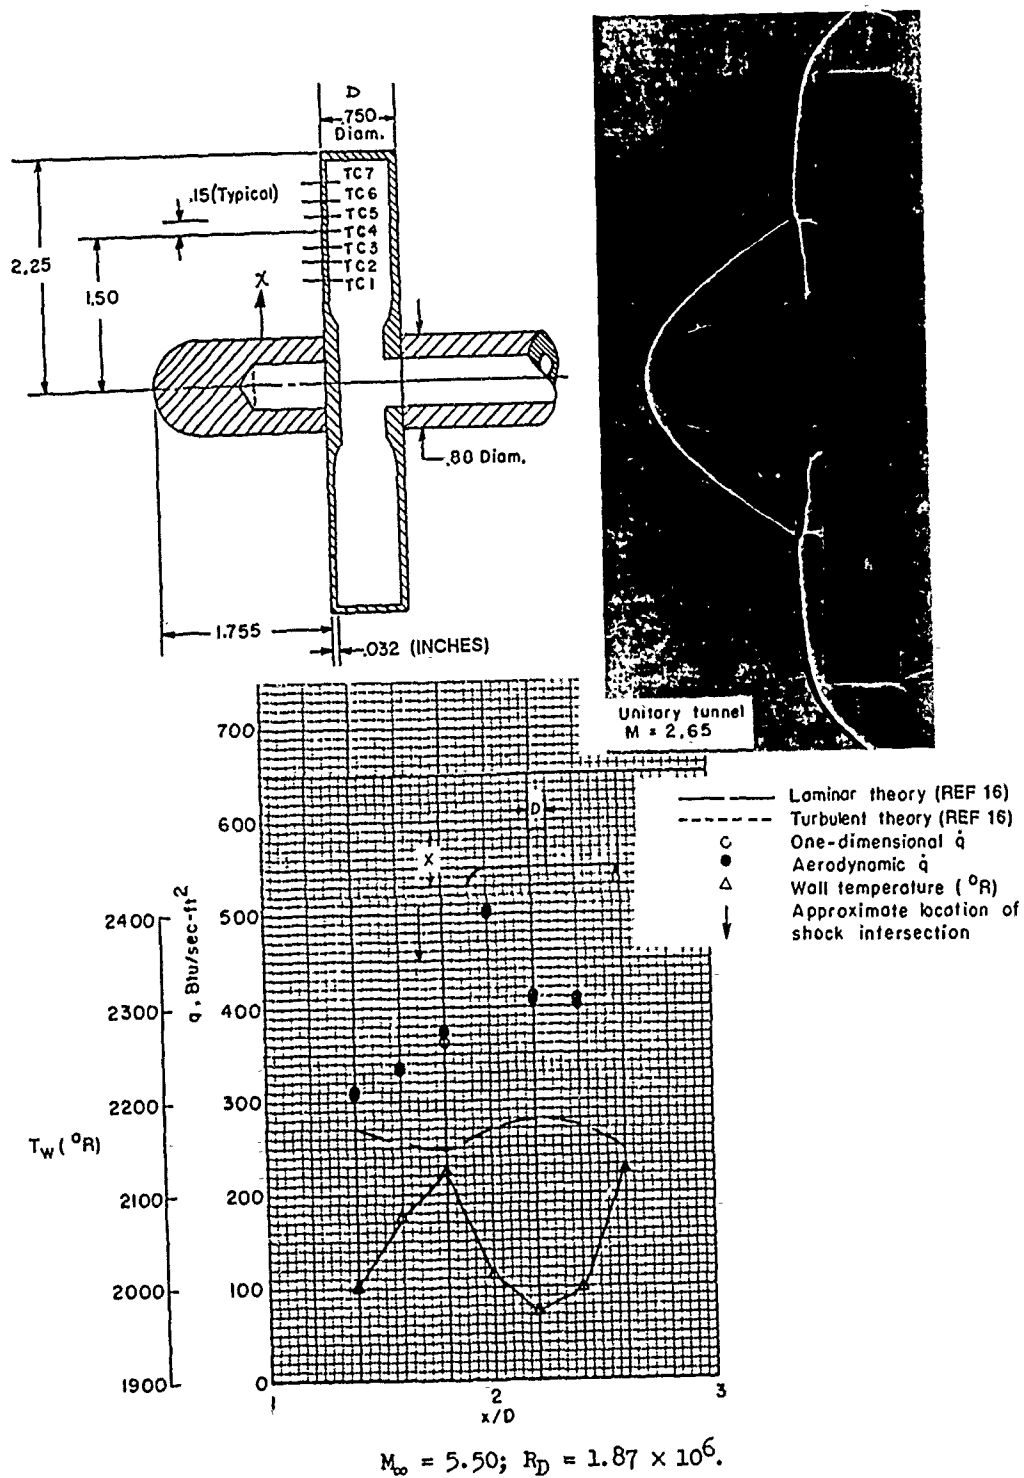 D
.750
Diam.
TC7
TC6
TC5
TC4
TC3
TC2
TC1
.15(Typical)
2.25
1.50
X
.80 Diam.
1.755
.032 (INCHES)
Unitary tunnel
M = 2.65
Laminar theory (REF 16)
Turbulent theory (REF 16)
One-dimensional q̇
Aerodynamic q̇
Wall temperature (°R)
Approximate location of
shock intersection
D
X
700
600
500
400
300
200
100
0
q, Btu/sec-ft²
2400
2300
2200
2100
2000
1900
Tw(°R)
1
2
3
x/D
M∞ = 5.50; R_D = 1.87 × 10⁶.